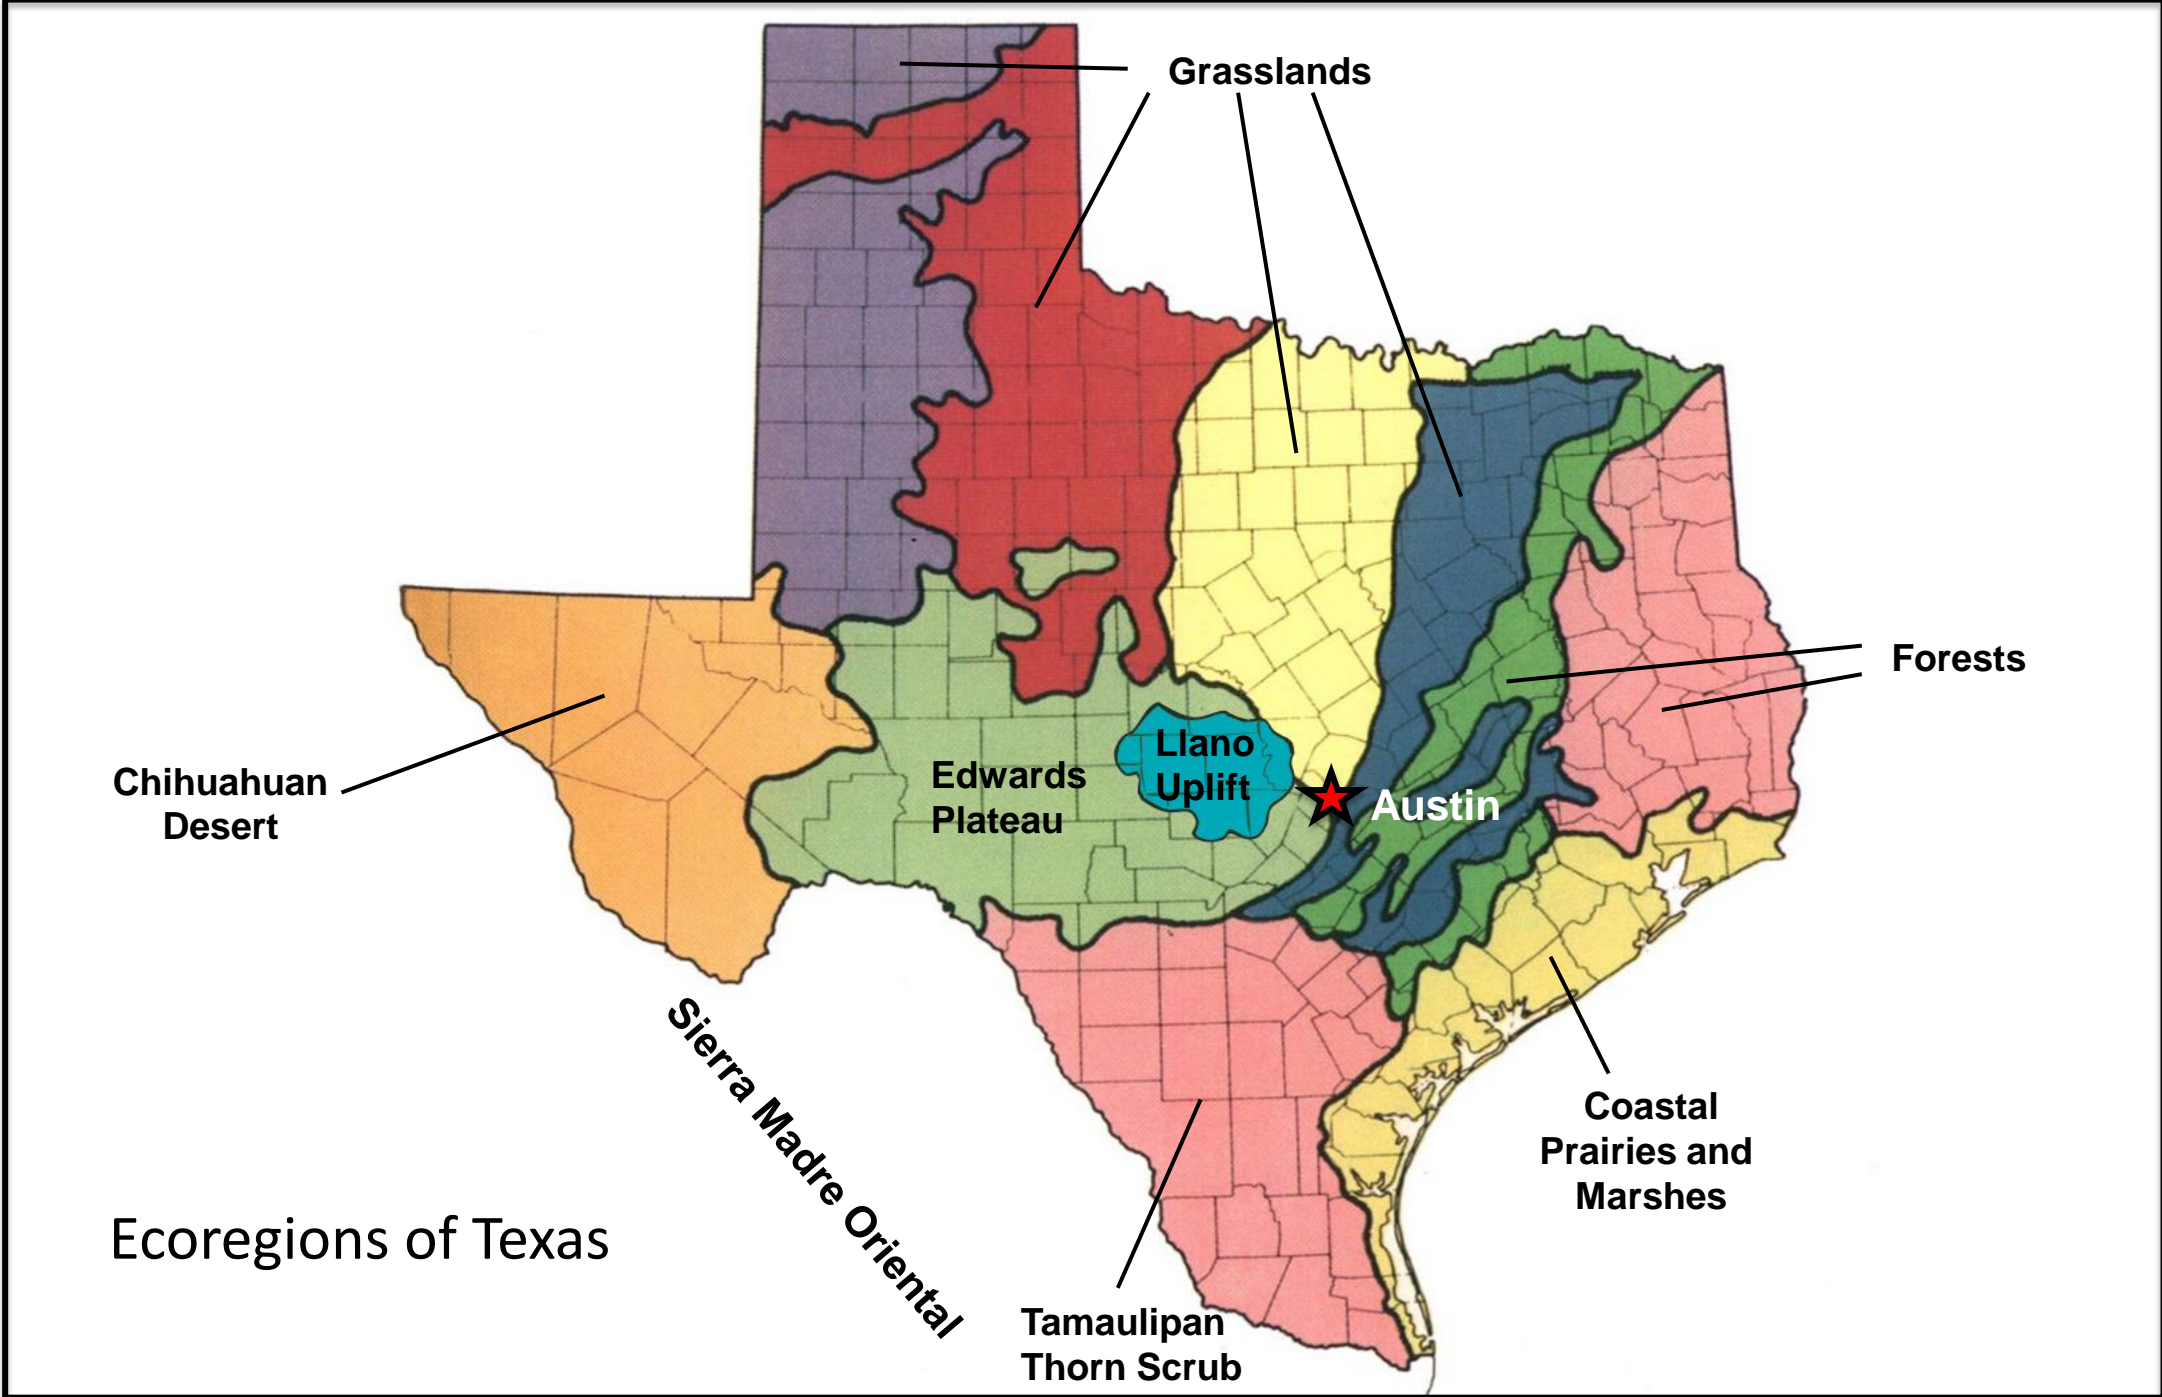 Grasslands
Forests
Chihuahuan
Desert
Edwards
Plateau
Llano
Uplift
Austin
Sierra Madre Oriental
Coastal
Prairies and
Marshes
Ecoregions of Texas
Tamaulipan
Thorn Scrub